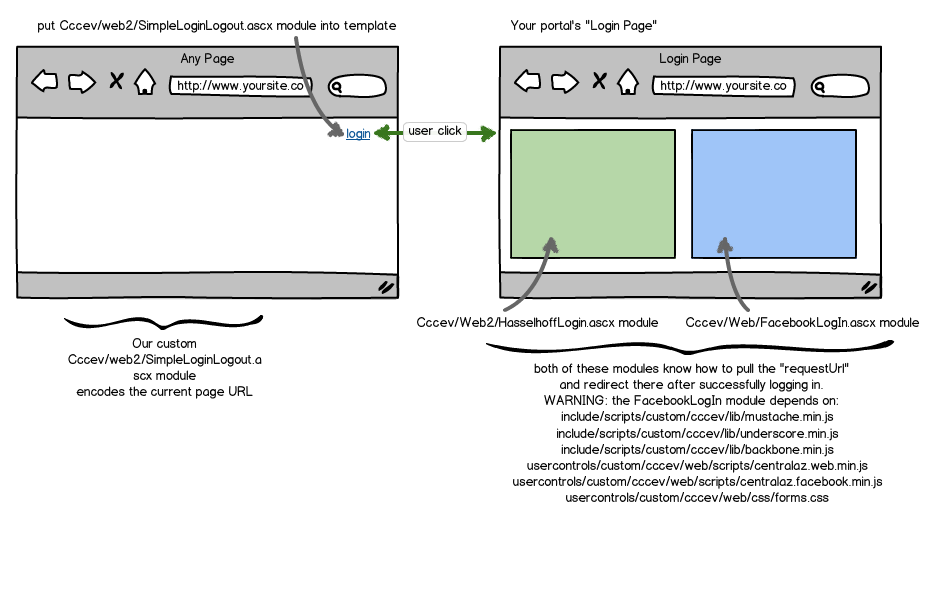 put Cccev/web2/SimpleLoginLogout.ascx module into template
Any Page
http://www.yoursite.co
login
user click
Our custom
Cccev/web2/SimpleLoginLogout.a
scx module
encodes the current page URL
Your portal's "Login Page"
Login Page
http://www.yoursite.co
Cccev/Web2/HasselhoffLogin.ascx module
Cccev/Web/FacebookLogIn.ascx module
both of these modules know how to pull the "requestUrl"
and redirect there after successfully logging in.
WARNING: the FacebookLogIn module depends on:
include/scripts/custom/cccev/lib/mustache.min.js
include/scripts/custom/cccev/lib/underscore.min.js
include/scripts/custom/cccev/lib/backbone.min.js
usercontrols/custom/cccev/web/scripts/centralaz.web.min.js
usercontrols/custom/cccev/web/scripts/centralaz.facebook.min.js
usercontrols/custom/cccev/web/css/forms.css